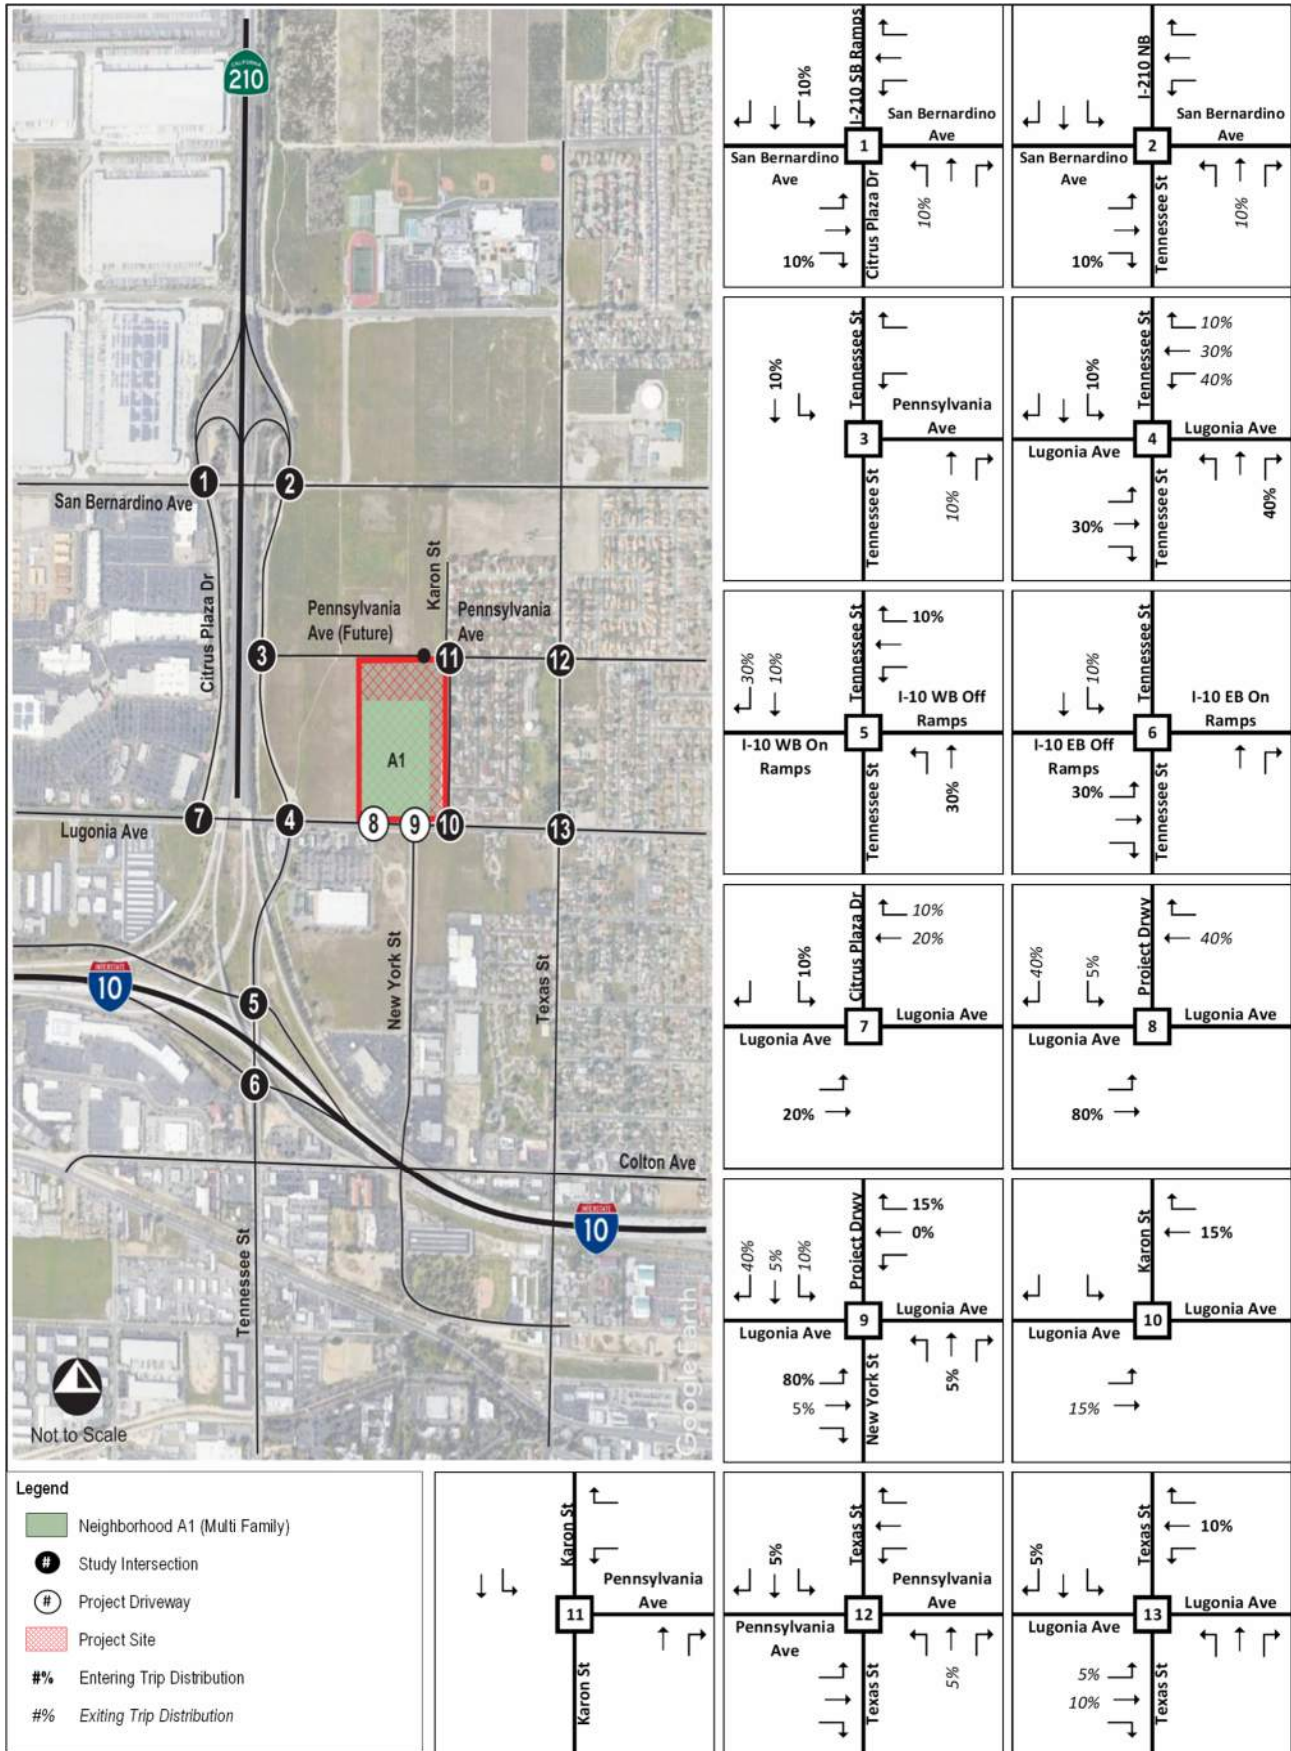 CALIFORNIA
210
1
2
San Bernardino Ave
Citrus Plaza Dr
Karon St
Pennsylvania
Ave (Future)
Pennsylvania
Ave
3
11
12
A1
7
4
8
9
10
13
Lugonia Ave
New York St
Texas St
INTERSTATE
10
5
6
Colton Ave
INTERSTATE
10
Tennessee St
Not to Scale
Google Earth
I-210 SB Ramps
10%
San Bernardino
Ave
1
San Bernardino
Ave
Citrus Plaza Dr
10%
10%
I-210 NB
San Bernardino
Ave
2
San Bernardino
Ave
Tennessee St
10%
10%
Tennessee St
10%
Pennsylvania
Ave
3
Tennessee St
10%
Tennessee St
10%
30%
40%
10%
Lugonia Ave
4
Lugonia Ave
30%
Tennessee St
40%
Tennessee St
10%
30%
10%
I-10 WB Off
Ramps
5
I-10 WB On
Ramps
Tennessee St
30%
Tennessee St
10%
I-10 EB On
Ramps
6
I-10 EB Off
Ramps
30%
Tennessee St
Citrus Plaza Dr
10%
20%
10%
Lugonia Ave
7
Lugonia Ave
20%
Project Drwy
40%
40%
5%
Lugonia Ave
8
Lugonia Ave
80%
Project Drwy
15%
0%
40%
5%
10%
Lugonia Ave
9
Lugonia Ave
80%
5%
New York St
5%
Karon St
15%
Lugonia Ave
10
Lugonia Ave
15%
Legend
Neighborhood A1 (Multi Family)
# Study Intersection
# Project Driveway
Project Site
#% Entering Trip Distribution
#% Exiting Trip Distribution
Karon St
Pennsylvania
Ave
11
Karon St
Texas St
5%
Pennsylvania
Ave
12
Pennsylvania
Ave
Texas St
5%
Texas St
10%
5%
Lugonia Ave
13
Lugonia Ave
5%
10%
Texas St